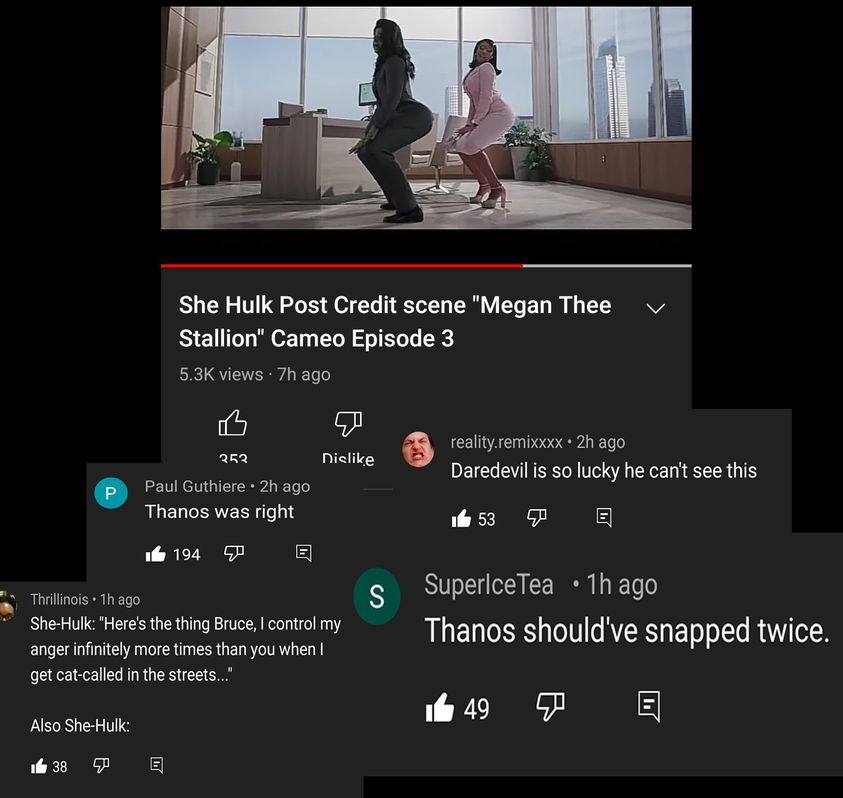 She Hulk Post Credit scene "Megan Thee
Stallion" Cameo Episode 3
5.3K views · 7h ago
353
Dislike
reality.remixxxx • 2h ago
Daredevil is so lucky he can't see this
53
P
Paul Guthiere • 2h ago
Thanos was right
194
S
SuperIceTea • 1h ago
Thanos should've snapped twice.
49
Thrillinois • 1h ago
She-Hulk: "Here's the thing Bruce, I control my
anger infinitely more times than you when I
get cat-called in the streets..."
Also She-Hulk:
38